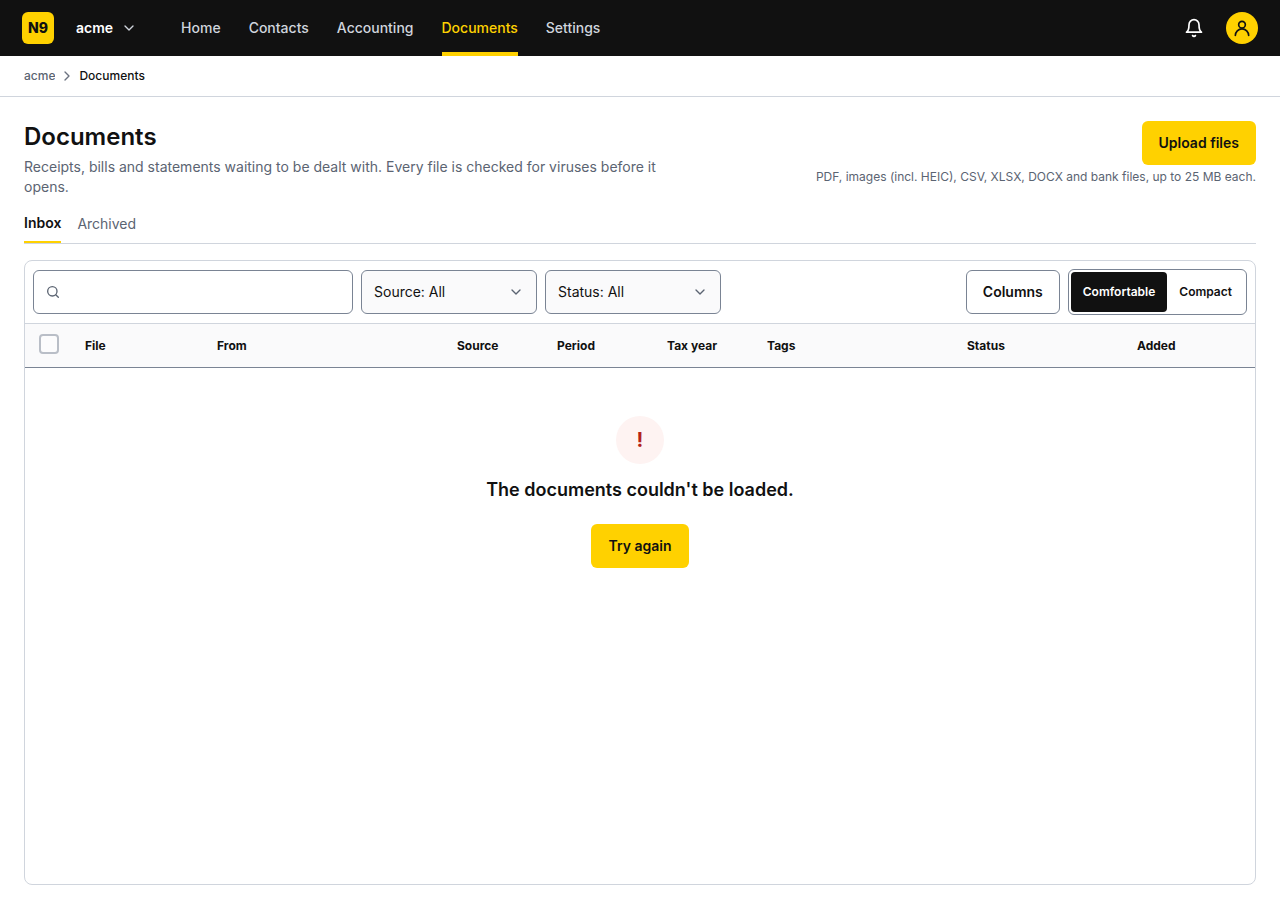 N9 acme Home Contacts Accounting Documents Settings
acme Documents
Documents
Upload files
Receipts, bills and statements waiting to be dealt with. Every file is checked for viruses before it
opens.
PDF, images (incl. HEIC), CSV, XLSX, DOCX and bank files, up to 25 MB each.
Inbox Archived
Source: All Status: All Columns Comfortable Compact
File From Source Period Tax year Tags Status Added
!
The documents couldn't be loaded.
Try again